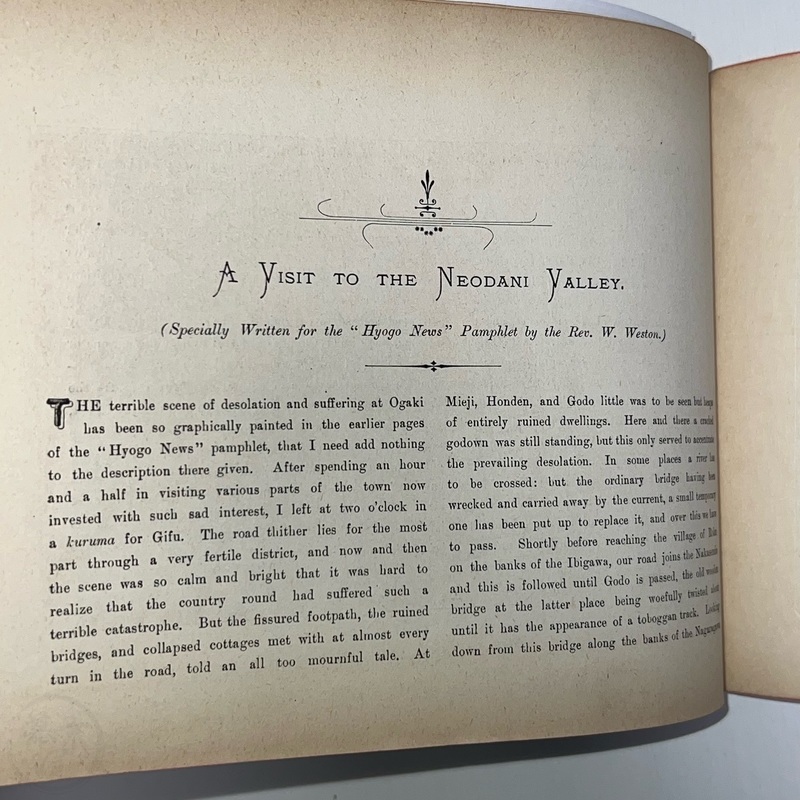 A Visit to the Neodani Valley.
(Specially Written for the "Hyogo News" Pamphlet by the Rev. W. Weston.)
THE terrible scene of desolation and suffering at Ogaki
has been so graphically painted in the earlier pages
of the "Hyogo News" pamphlet, that I need add nothing
to the description there given. After spending an hour
and a half in visiting various parts of the town now
invested with such sad interest, I left at two o'clock in
a kuruma for Gifu. The road thither lies for the most
part through a very fertile district, and now and then
the scene was so calm and bright that it was hard to
realize that the country round had suffered such a
terrible catastrophe. But the fissured footpath, the ruined
bridges, and collapsed cottages met with at almost every
turn in the road, told an all too mournful tale. At
Mieji, Honden, and Godo little was to be seen but heaps
of entirely ruined dwellings. Here and there a
godown was still standing, but this only served to accentuate
the prevailing desolation. In some places a river has
to be crossed: but the ordinary bridge having been
wrecked and carried away by the current, a small temporary
one has been put up to replace it, and over this we have
to pass. Shortly before reaching the village of
on the banks of the Ibigawa, our road joins the Nakasendo
and this is followed until Godo is passed, the old wooden
bridge at the latter place being woefully twisted
until it has the appearance of a toboggan track. Looking
down from this bridge along the banks of the Nagaragawa